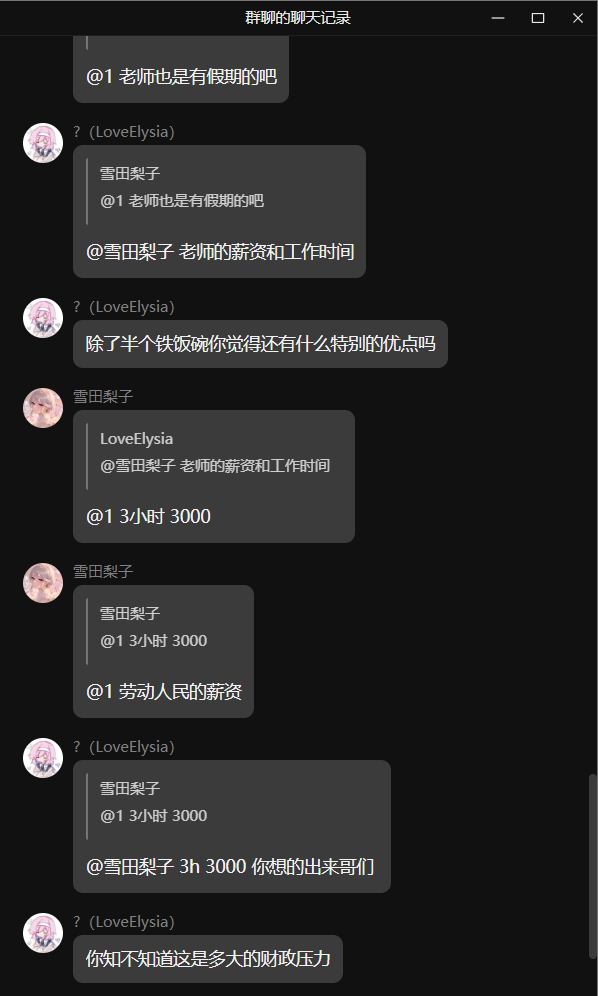 群聊的聊天记录
@1 老师也是有假期的吧
?（LoveElysia）
雪田梨子
@1 老师也是有假期的吧
@雪田梨子 老师的薪资和工作时间
?（LoveElysia）
除了半个铁饭碗你觉得还有什么特别的优点吗
雪田梨子
LoveElysia
@雪田梨子 老师的薪资和工作时间
@1 3小时 3000
雪田梨子
雪田梨子
@1 3小时 3000
@1 劳动人民的薪资
?（LoveElysia）
雪田梨子
@1 3小时 3000
@雪田梨子 3h 3000 你想的出来哥们
?（LoveElysia）
你知不知道这是多大的财政压力